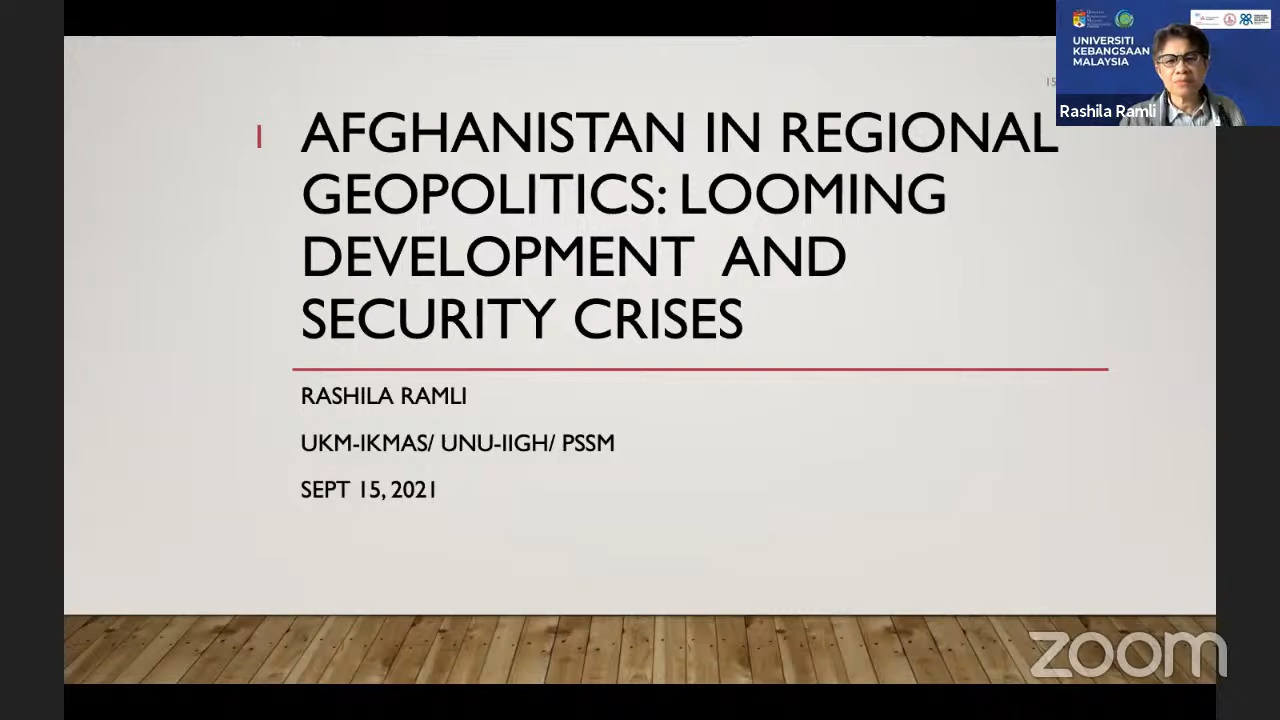 UNIVERSITI
KEBANGSAAN
MALAYSIA
Rashila Ramli
15
I
AFGHANISTAN IN REGIONAL
GEOPOLITICS: LOOMING
DEVELOPMENT AND
SECURITY CRISES
RASHILA RAMLI
UKM-IKMAS/ UNU-IIGH/ PSSM
SEPT 15, 2021
zoom